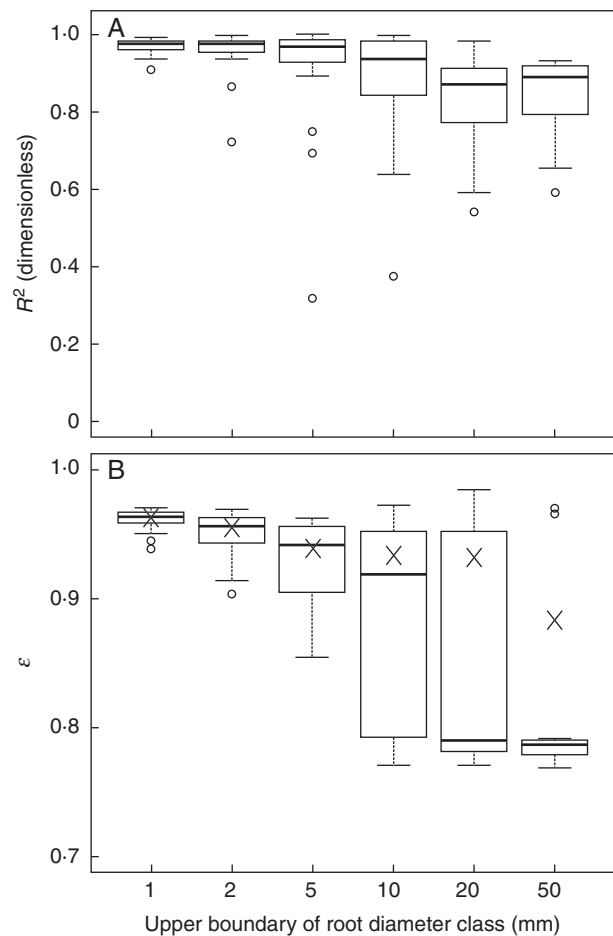 A
1·0
0·8
0·6
0·4
0·2
0
R² (dimensionless)
B
1·0
0·9
0·8
0·7
ε
1 2 5 10 20 50
Upper boundary of root diameter class (mm)